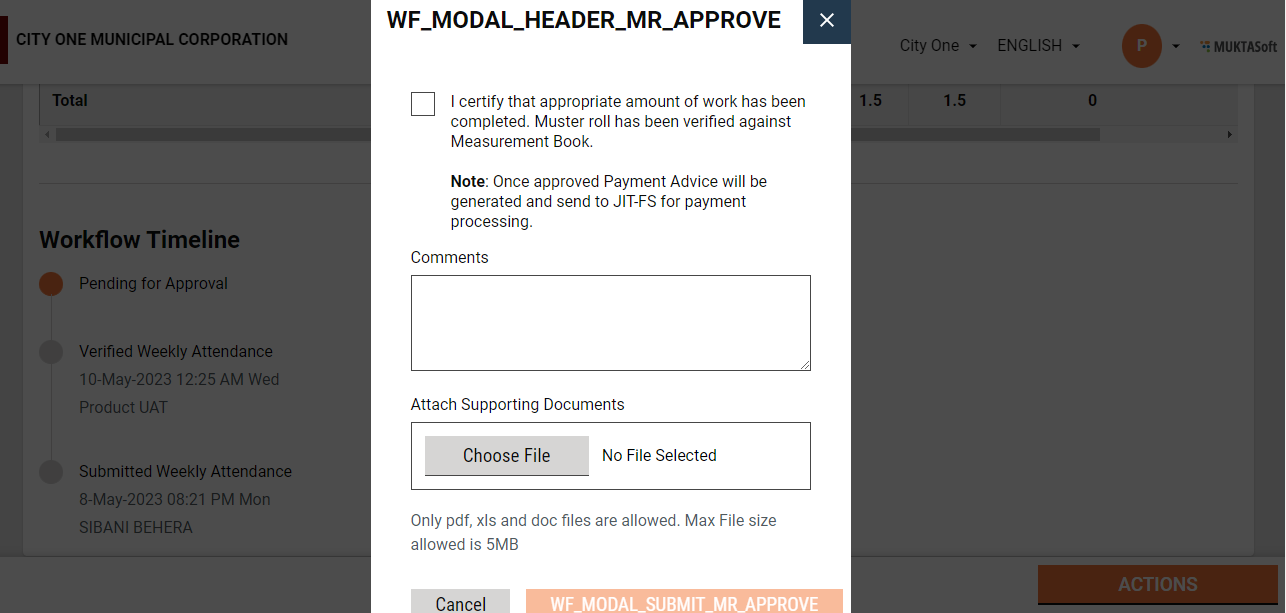 CITY ONE MUNICIPAL CORPORATION
City One
ENGLISH
P
MUKTASoft
Total
1.5
1.5
0
Workflow Timeline
Pending for Approval
Verified Weekly Attendance
10-May-2023 12:25 AM Wed
Product UAT
Submitted Weekly Attendance
8-May-2023 08:21 PM Mon
SIBANI BEHERA
WF_MODAL_HEADER_MR_APPROVE
I certify that appropriate amount of work has been
completed. Muster roll has been verified against
Measurement Book.
Note: Once approved Payment Advice will be
generated and send to JIT-FS for payment
processing.
Comments
Attach Supporting Documents
Choose File
No File Selected
Only pdf, xls and doc files are allowed. Max File size
allowed is 5MB
Cancel
WF_MODAL_SUBMIT_MR_APPROVE
ACTIONS